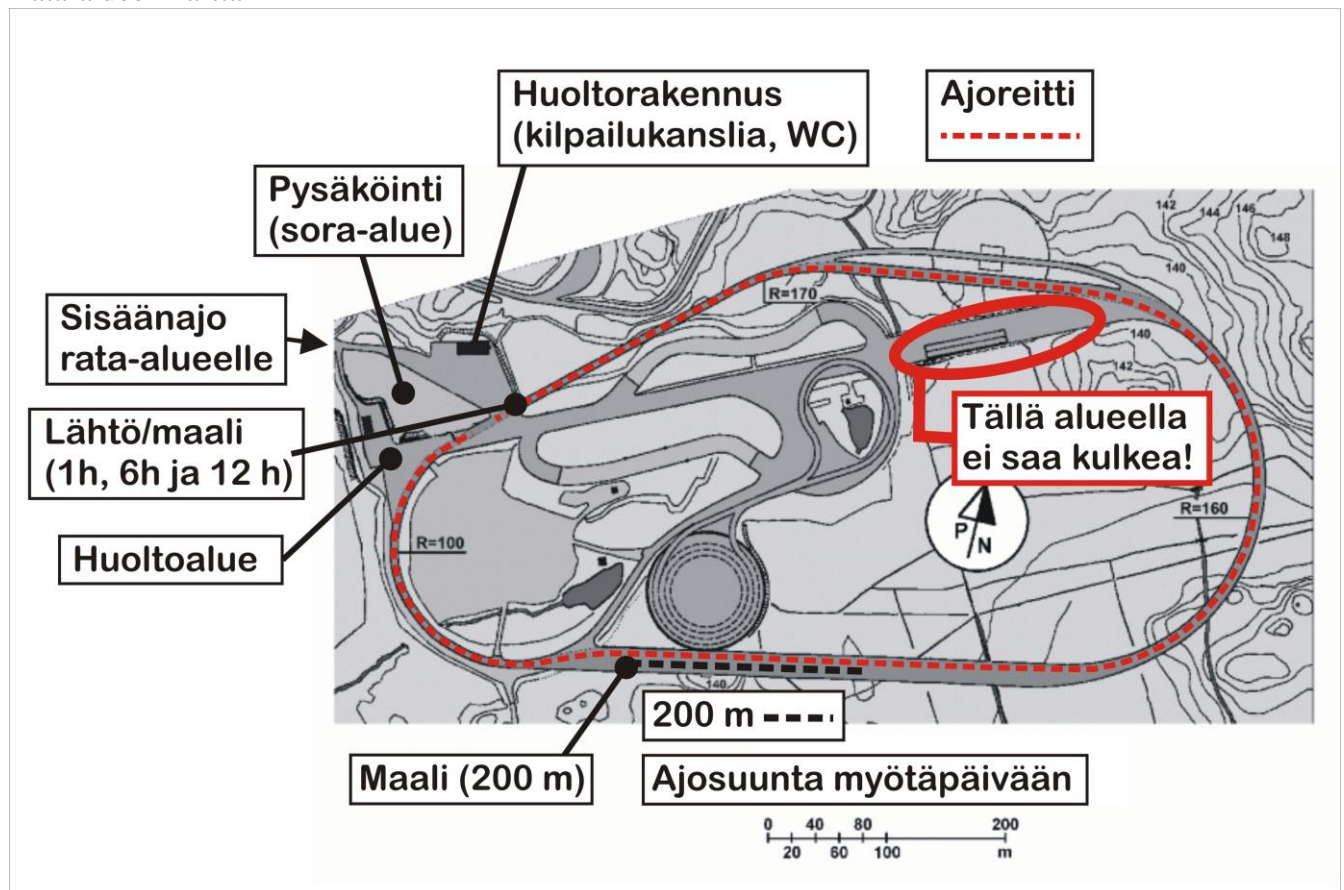 Huoltorakennus
(kilpailukanslia, WC)
Ajoreitti
Pysäköinti
(sora-alue)
Sisäänajo
rata-alueelle
Lähtö/maali
(1h, 6h ja 12 h)
Huoltoalue
142
144
146
148
140
R=170
140
142
Tällä alueella
ei saa kulkea!
R=160
P
N
R=100
140
200 m
Maali (200 m)
Ajosuunta myötäpäivään
0 40 80 200
20 60 100 m